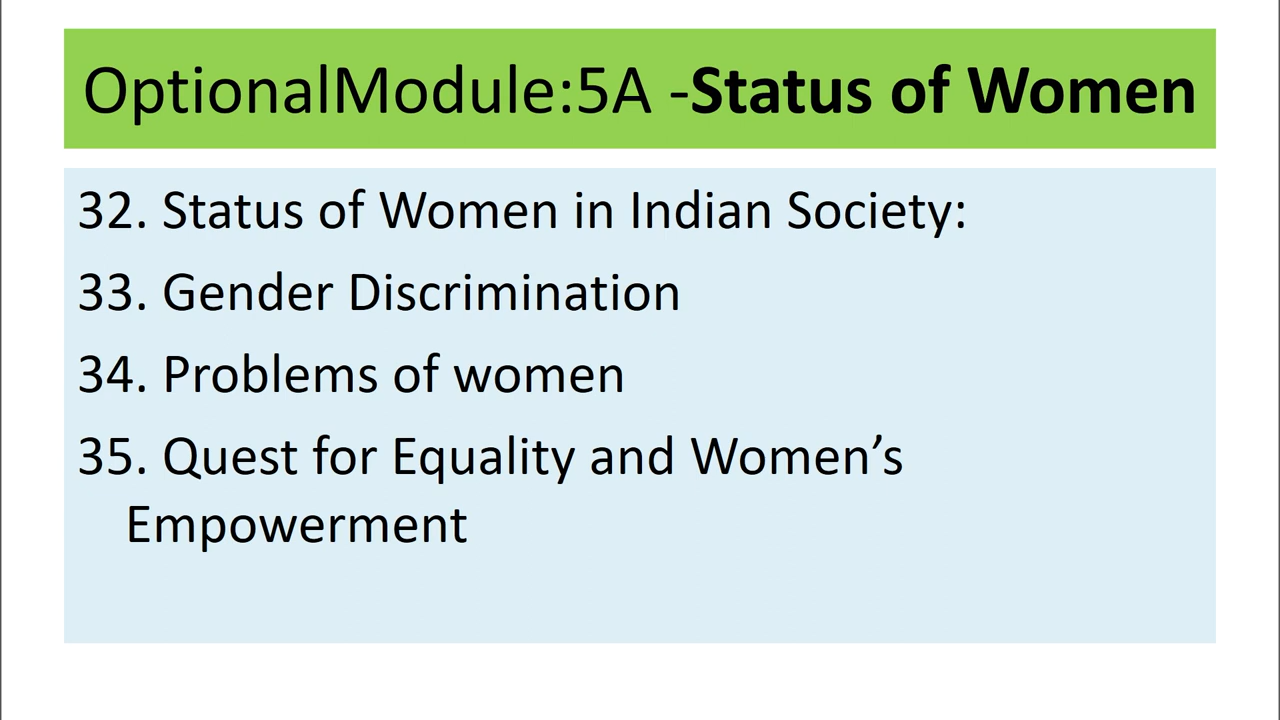 OptionalModule:5A -Status of Women
32. Status of Women in Indian Society:
33. Gender Discrimination
34. Problems of women
35. Quest for Equality and Women’s
Empowerment